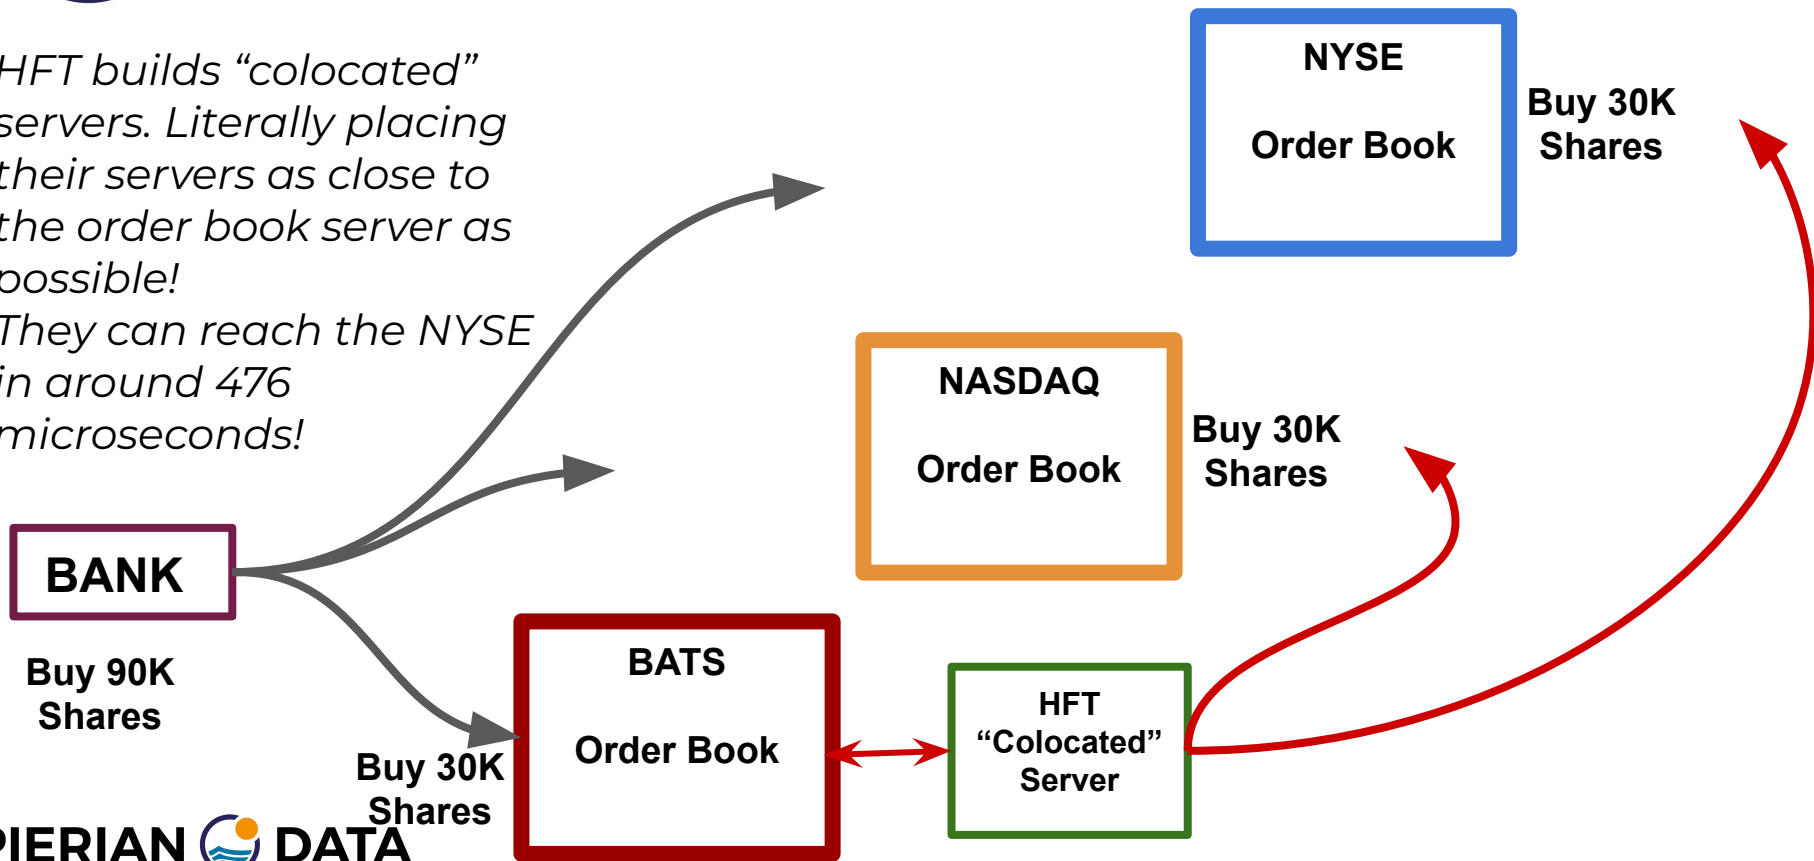 HFT builds “colocated”
servers. Literally placing
their servers as close to
the order book server as
possible!
They can reach the NYSE
in around 476
microseconds!
NYSE
Order Book
Buy 30K
Shares
NASDAQ
Order Book
Buy 30K
Shares
BANK
Buy 90K
Shares
BATS
Order Book
Buy 30K
Shares
HFT
“Colocated”
Server
PIERIAN DATA